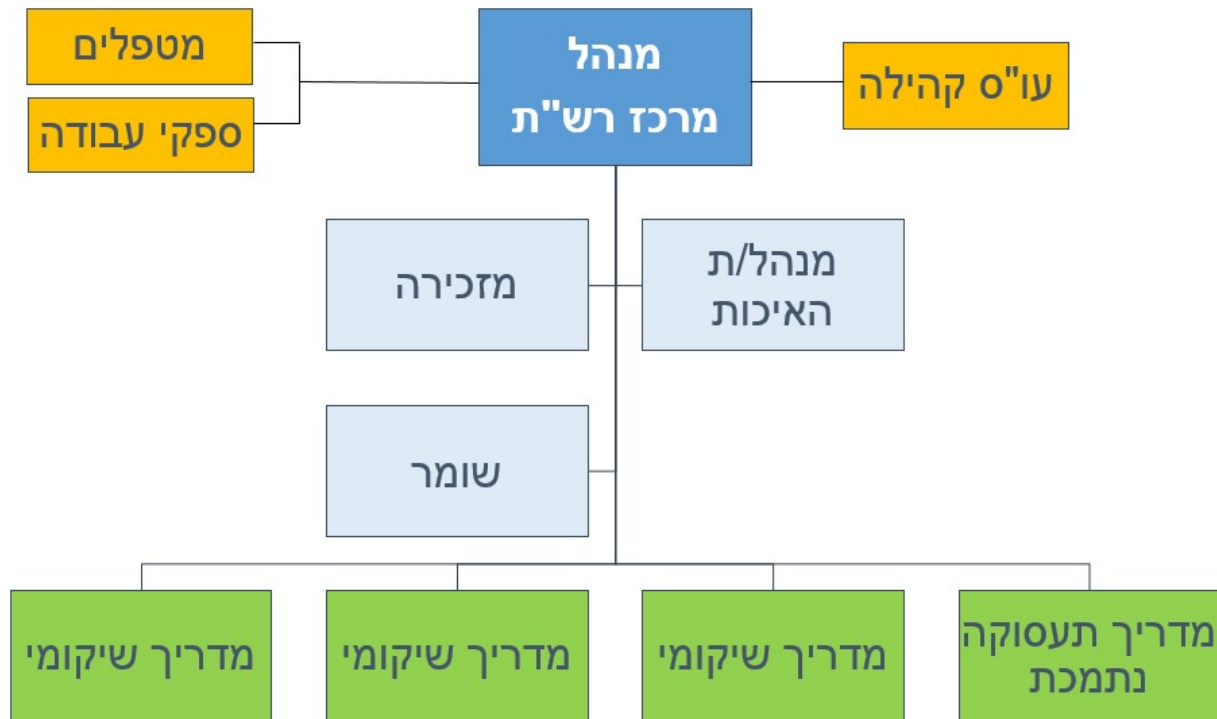 מנהל
מרכז רש"ת
עו"ס קהילה
מטפלים
ספקי עבודה
מנהל/ת
האיכות
מזכירה
שומר
מדריך תעסוקה
נתמכת
מדריך שיקומי
מדריך שיקומי
מדריך שיקומי